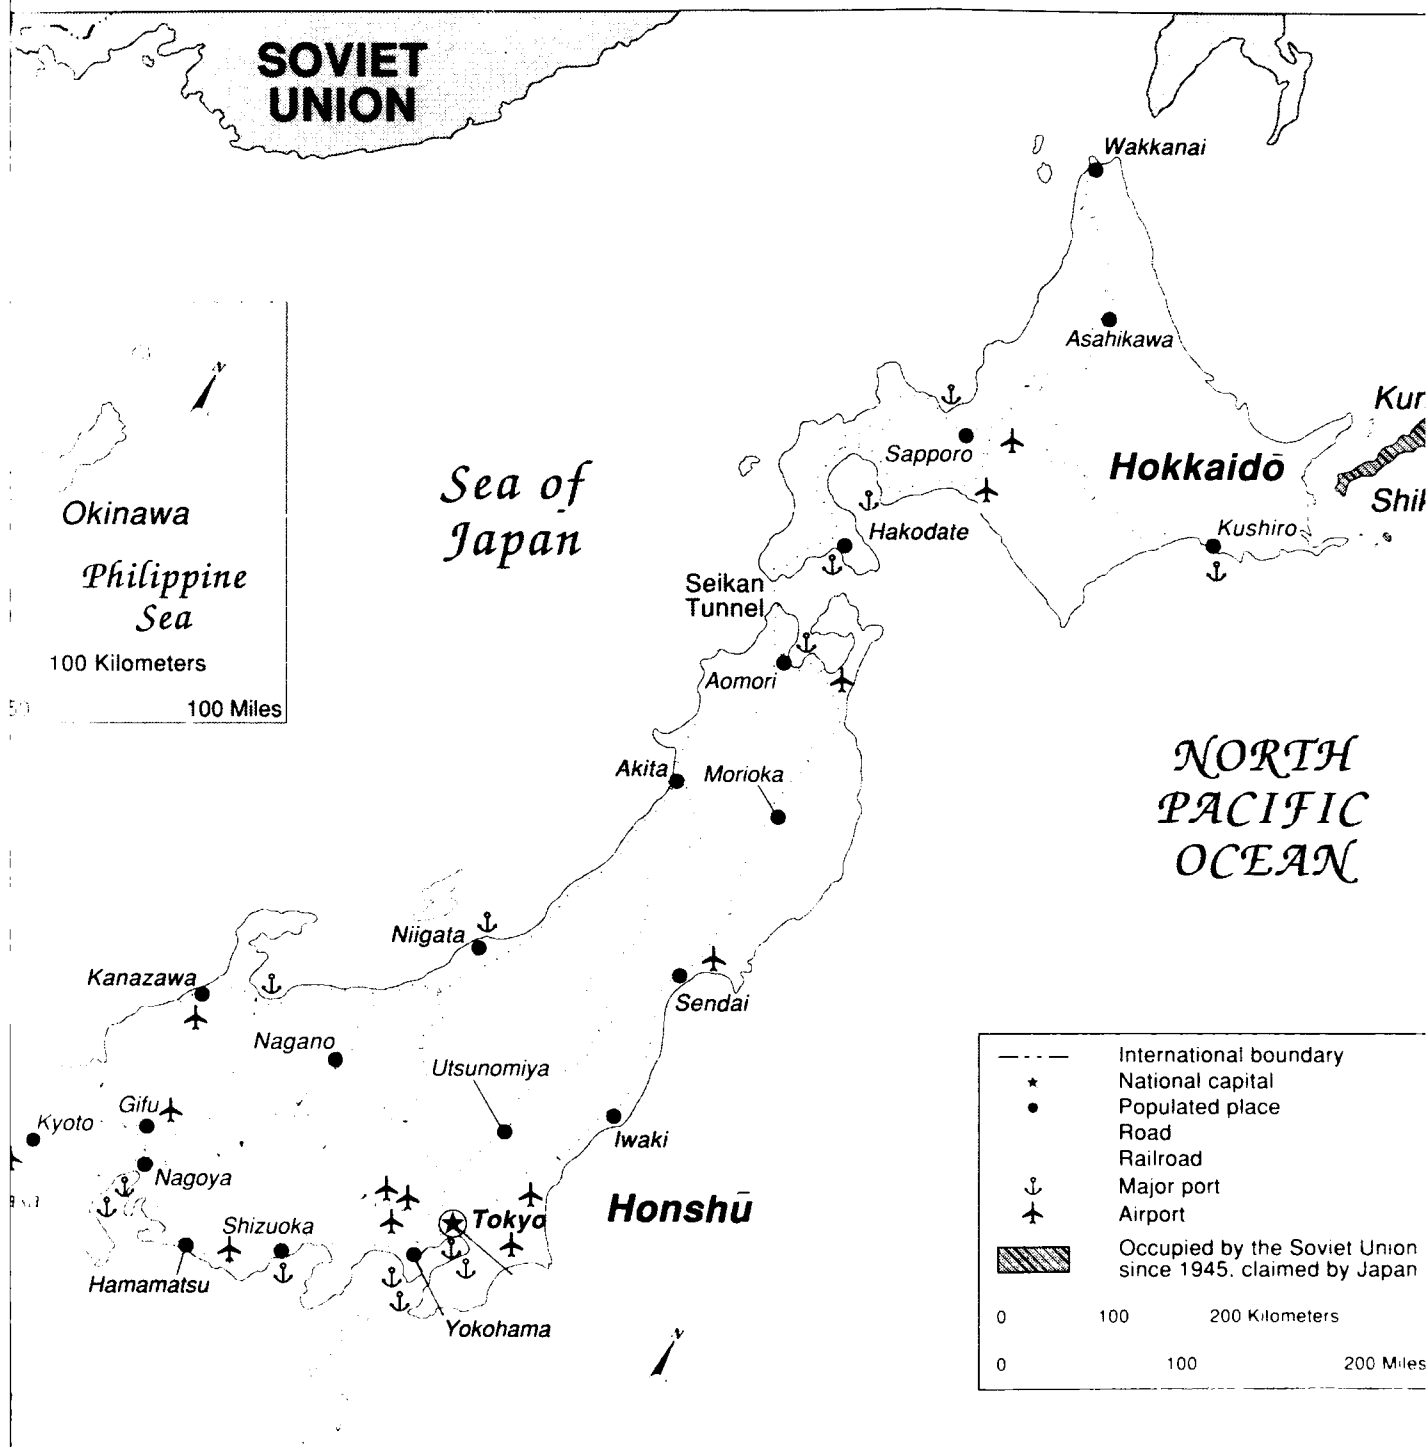 SOVIET
UNION
Wakkanai
Asahikawa
N
Sapporo
Hokkaidō
Okinawa
Philippine
Sea
100 Kilometers
50
100 Miles
Sea of
Japan
Hakodate
Kushiro
Seikan
Tunnel
Aomori
Akita
Morioka
NORTH
PACIFIC
OCEAN
Niigata
Kanazawa
Sendai
Nagano
Utsunomiya
Gifu
Kyoto
Iwaki
Nagoya
Honshū
Shizuoka
Tokyo
Hamamatsu
Yokohama
N
International boundary
National capital
Populated place
Road
Railroad
Major port
Airport
Occupied by the Soviet Union
since 1945, claimed by Japan
0 100 200 Kilometers
0 100 200 Miles